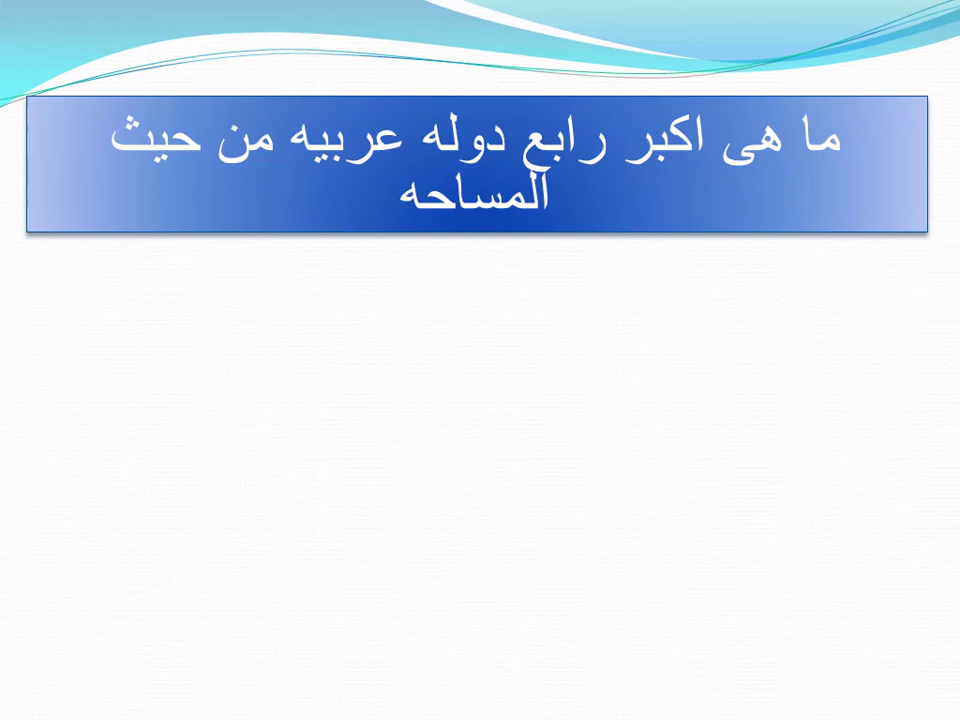 ما هى اكبر رابع دوله عربيه من حيث
المساحه